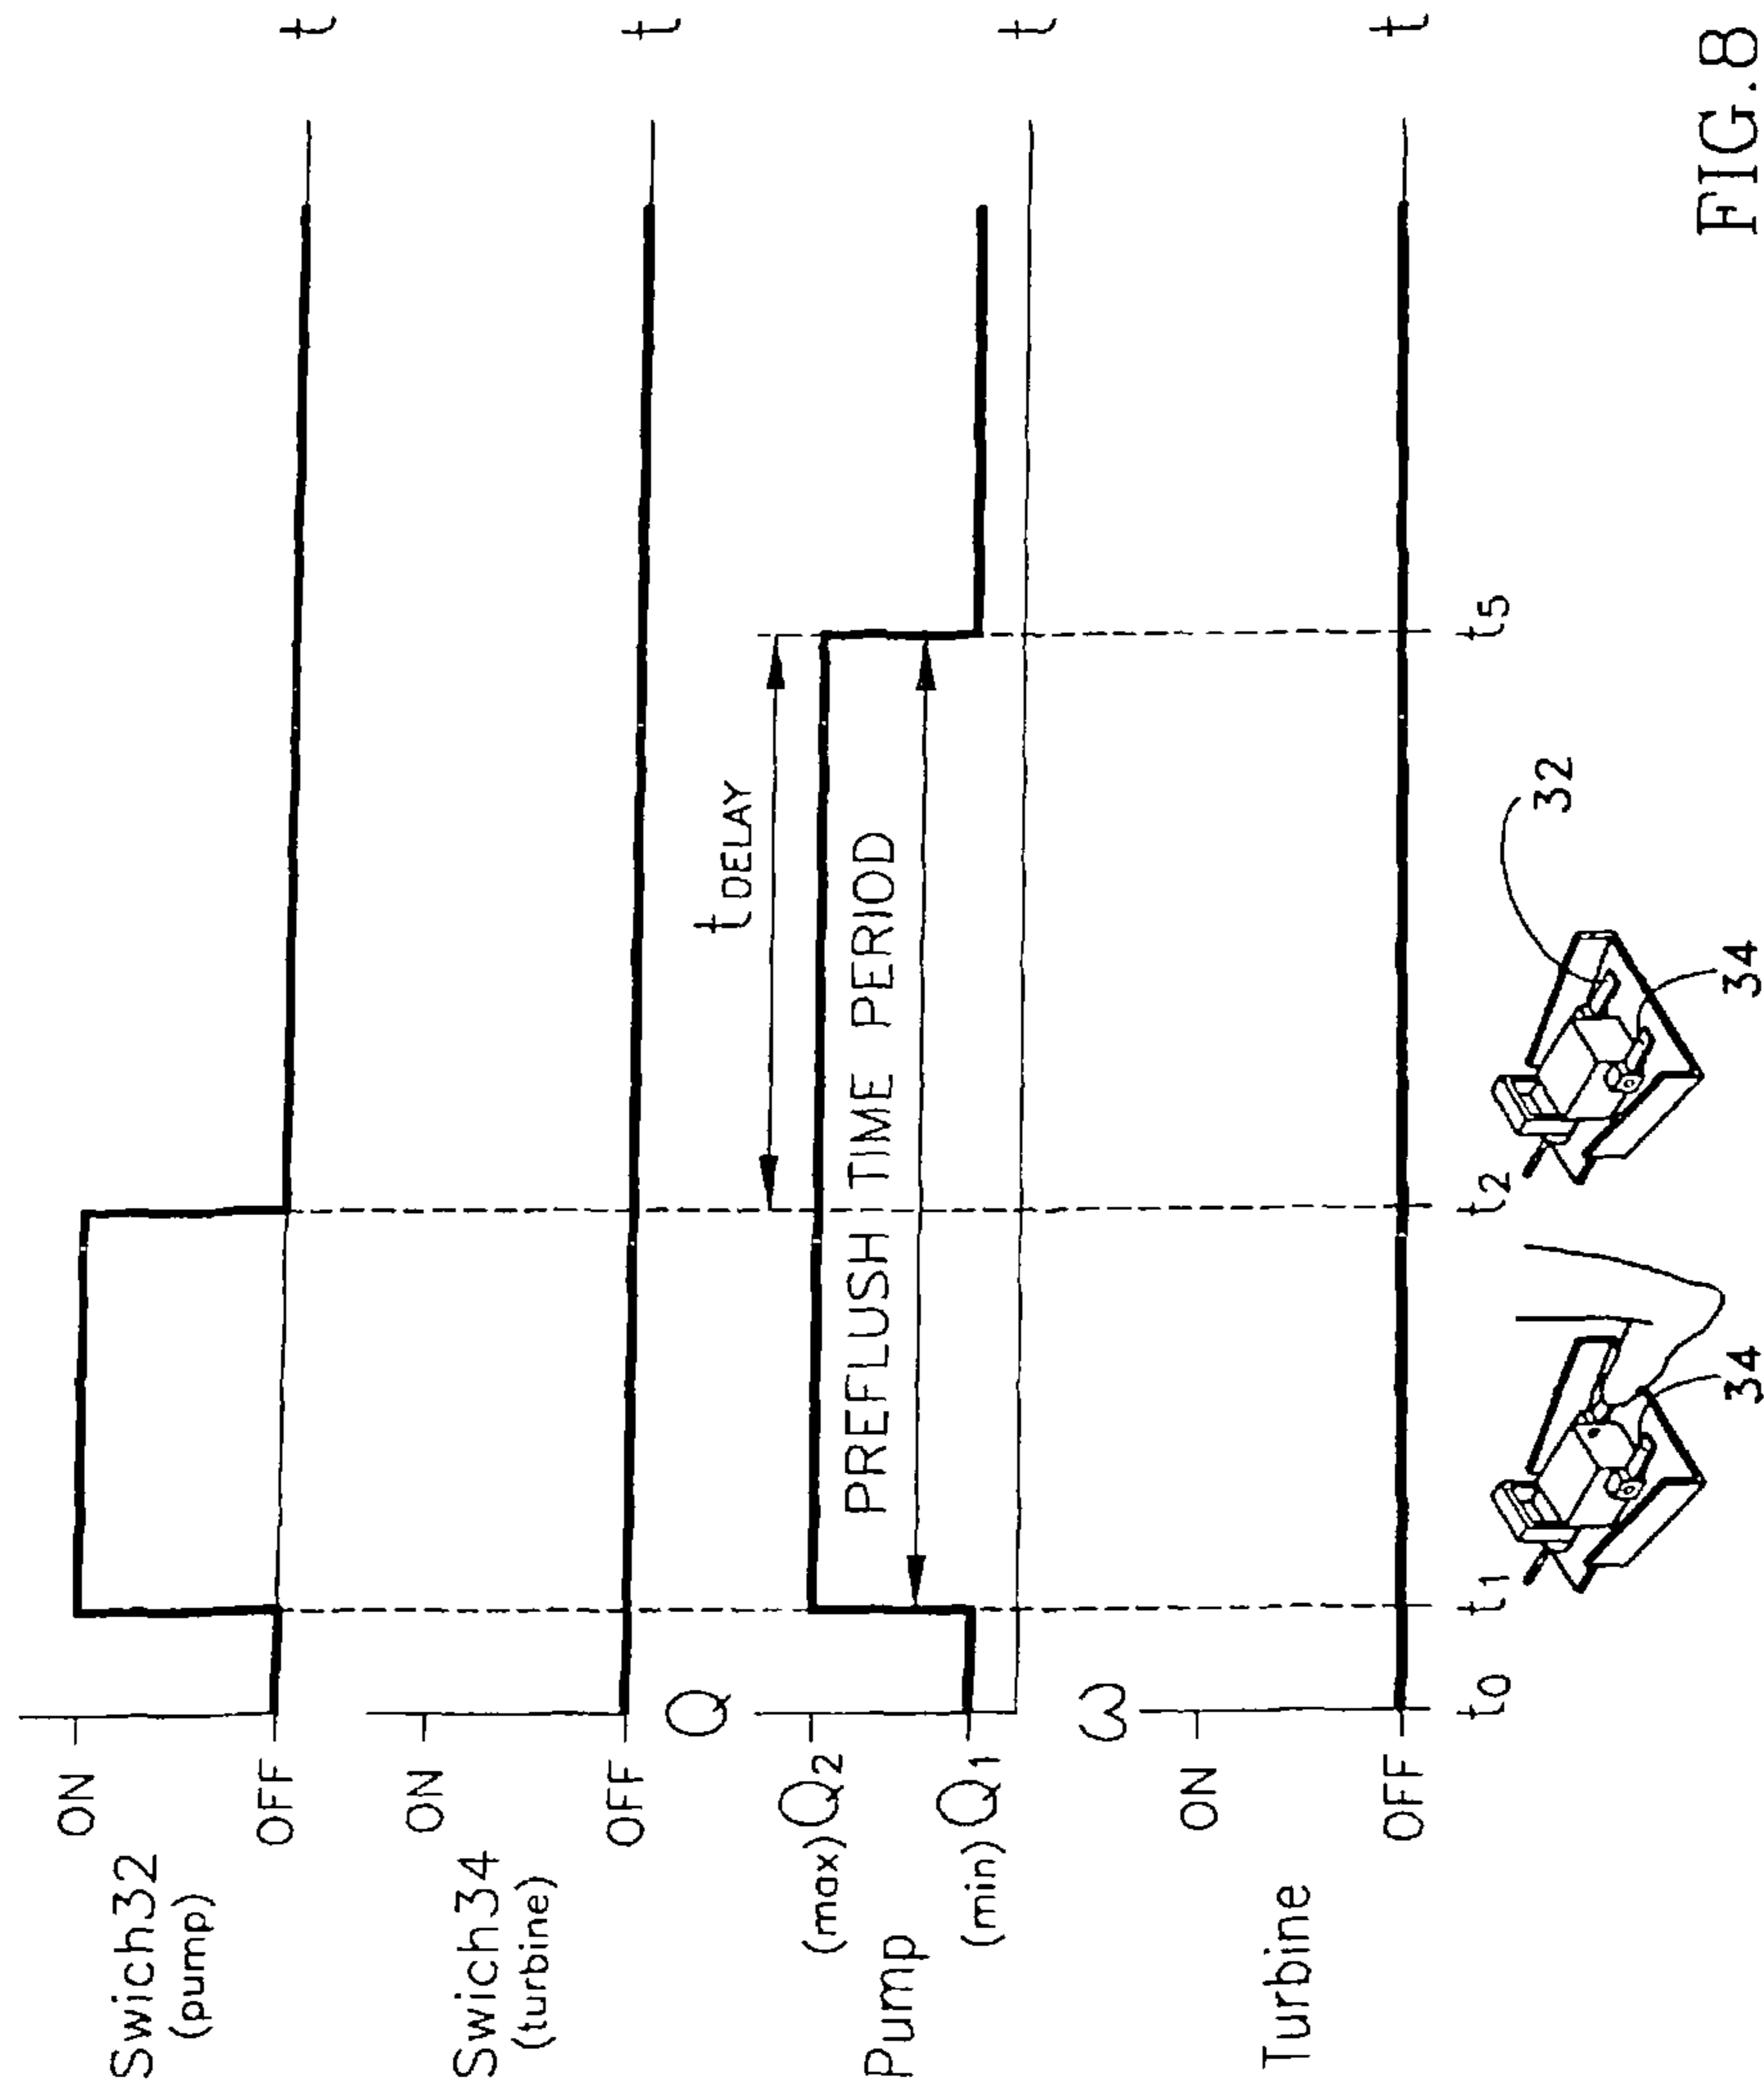 ON
Swich32
(pump)
OFF
t
ON
Swich34
(turbine)
OFF
t
tDELAY
Q
(max) Q2
PREFLUSH TIME PERIOD
Pump
(min) Q1
t
ω
ON
Turbine
OFF
t
t0
t1
t2
t5
32
34
34
FIG.8